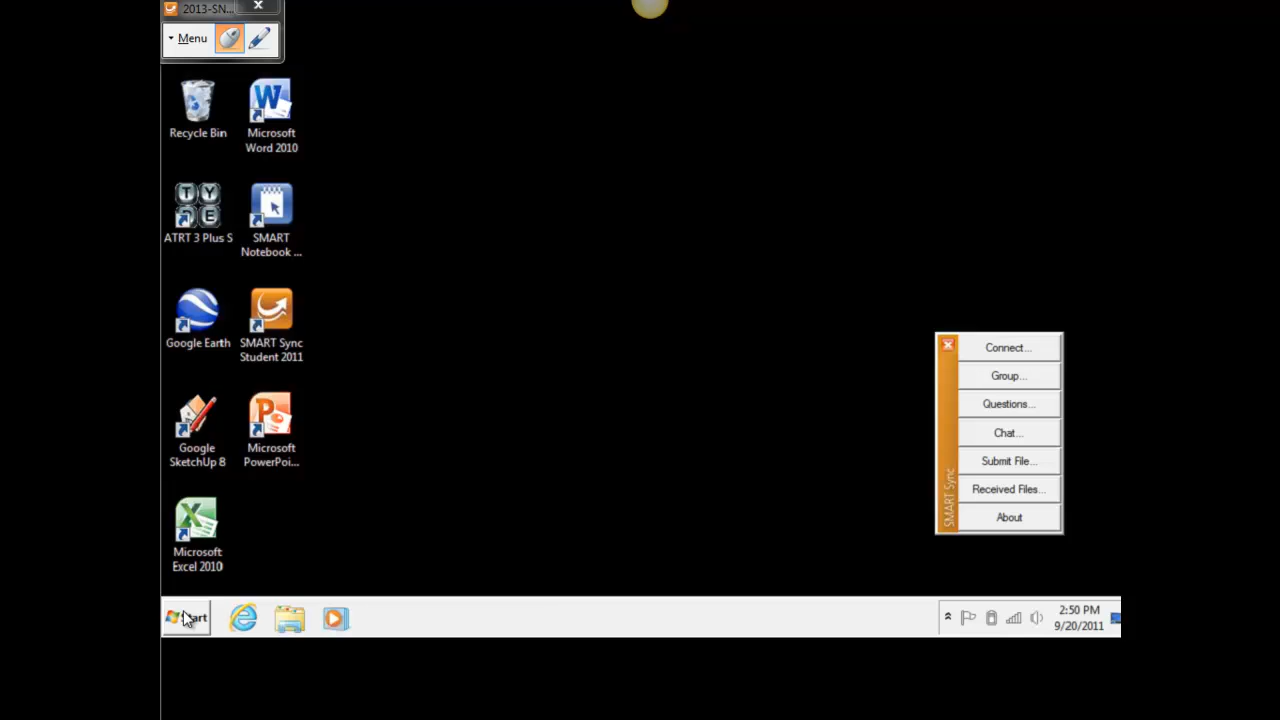 2013-SN...
Menu
Recycle Bin
Microsoft
Word 2010
ATRT 3 Plus S
SMART
Notebook ...
Google Earth
SMART Sync
Student 2011
Google
SketchUp 8
Microsoft
PowerPoi...
Microsoft
Excel 2010
Connect...
Group...
Questions...
Chat...
Submit File...
Received Files...
About
SMART Sync
Start
2:50 PM
9/20/2011